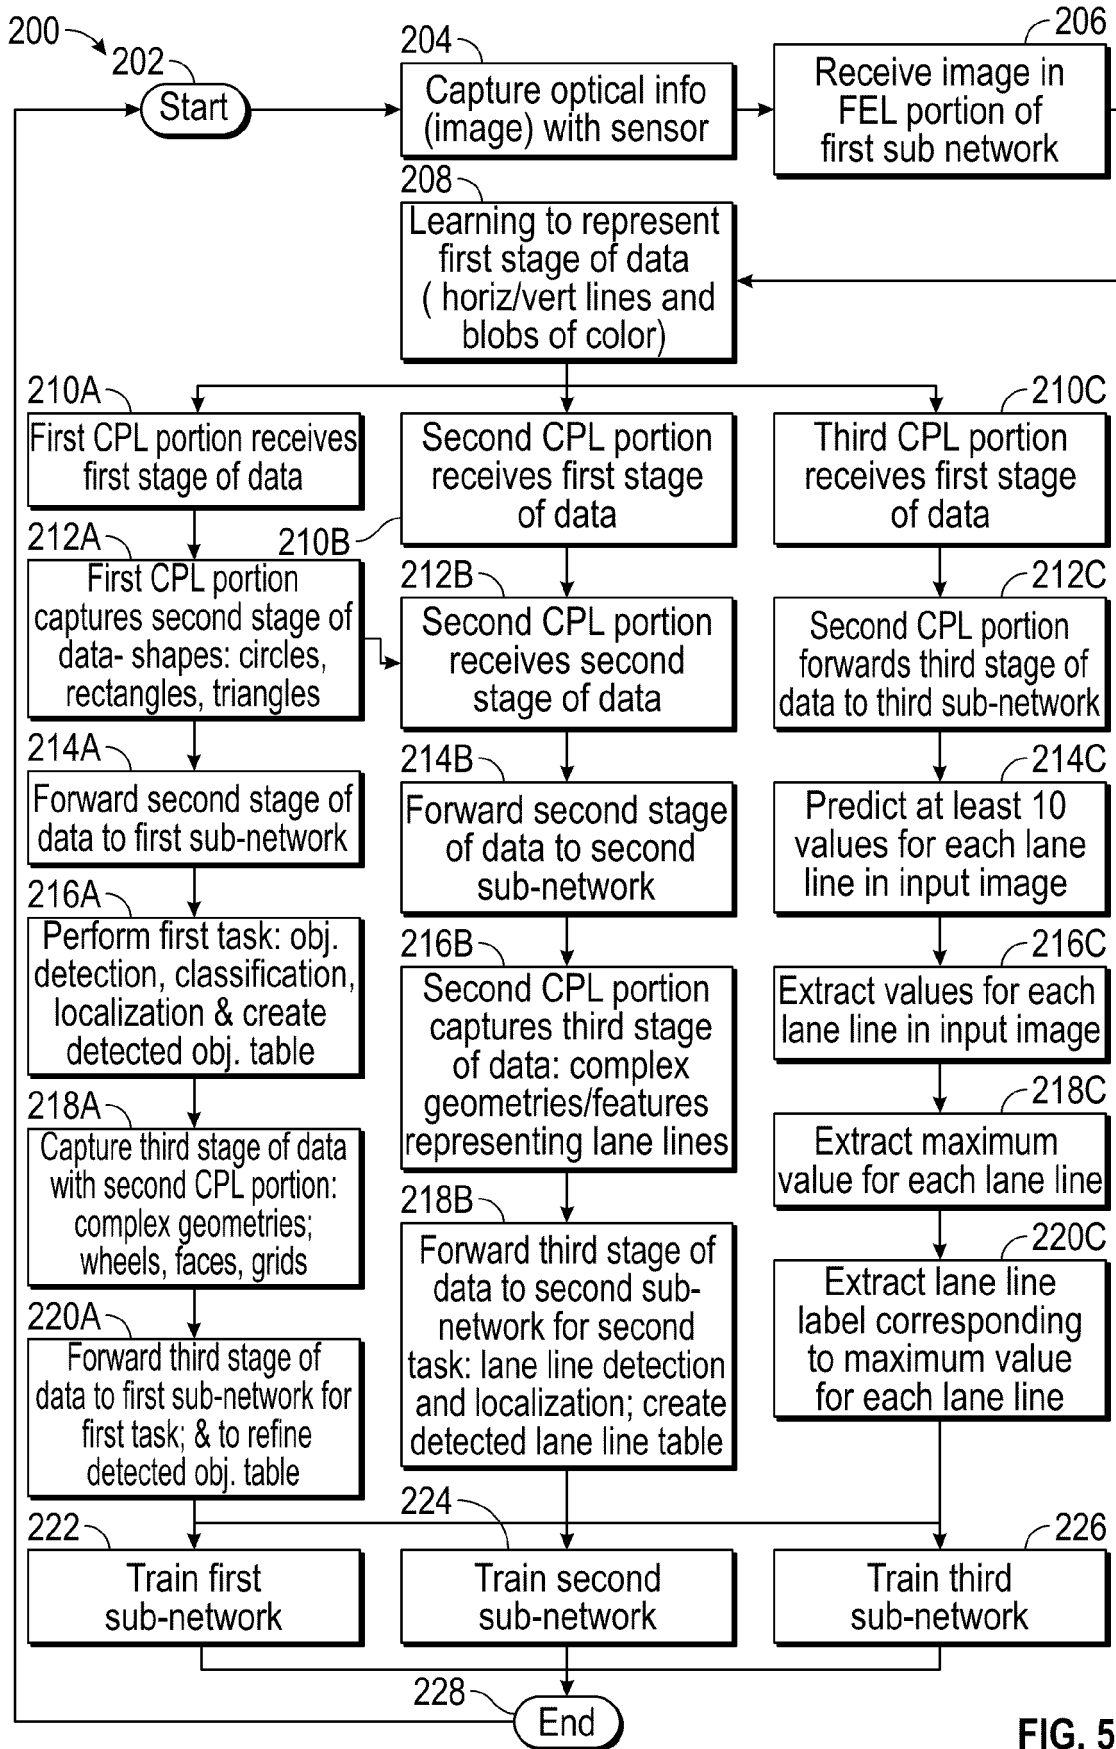 200
202
Start
204
Capture optical info
(image) with sensor
206
Receive image in
FEL portion of
first sub network
208
Learning to represent
first stage of data
( horiz/vert lines and
blobs of color)
210A
First CPL portion receives
first stage of data
Second CPL portion
receives first stage
of data
210B
210C
Third CPL portion
receives first stage
of data
212A
First CPL portion
captures second stage of
data- shapes: circles,
rectangles, triangles
212B
Second CPL portion
receives second
stage of data
212C
Second CPL portion
forwards third stage of
data to third sub-network
214A
Forward second stage of
data to first sub-network
214B
Forward second stage
of data to second
sub-network
214C
Predict at least 10
values for each lane
line in input image
216A
Perform first task: obj.
detection, classification,
localization & create
detected obj. table
216B
Second CPL portion
captures third stage
of data: complex
geometries/features
representing lane lines
216C
Extract values for each
lane line in input image
218A
Capture third stage of data
with second CPL portion:
complex geometries;
wheels, faces, grids
218B
Forward third stage of
data to second sub-
network for second
task: lane line detection
and localization; create
detected lane line table
218C
Extract maximum
value for each lane line
220A
Forward third stage of
data to first sub-network for
first task; & to refine
detected obj. table
220C
Extract lane line
label corresponding
to maximum value
for each lane line
222
Train first
sub-network
224
Train second
sub-network
226
Train third
sub-network
228
End
FIG. 5